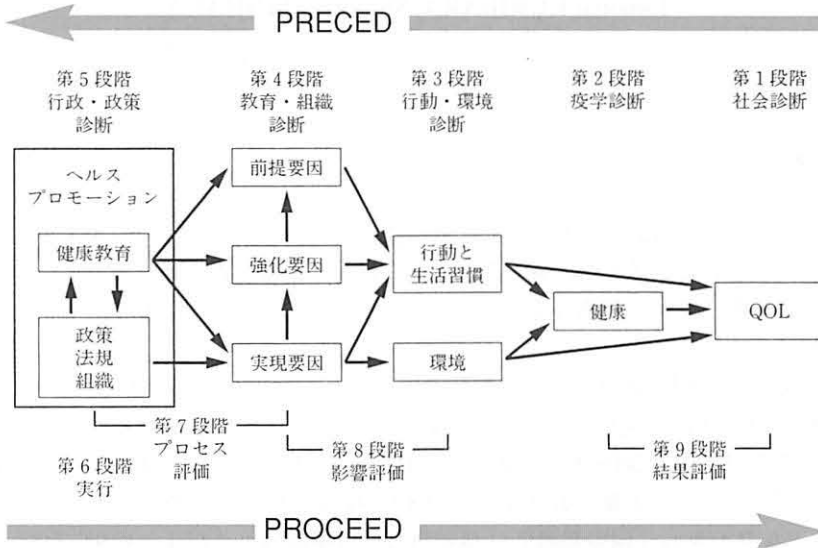 PRECED
第5段階
行政・政策
診断
第4段階
教育・組織
診断
第3段階
行動・環境
診断
第2段階
疫学診断
第1段階
社会診断
ヘルス
プロモーション
健康教育
政策
法規
組織
前提要因
強化要因
実現要因
行動と
生活習慣
環境
健康
QOL
第7段階
プロセス
評価
第8段階
影響評価
第9段階
結果評価
第6段階
実行
PROCEED